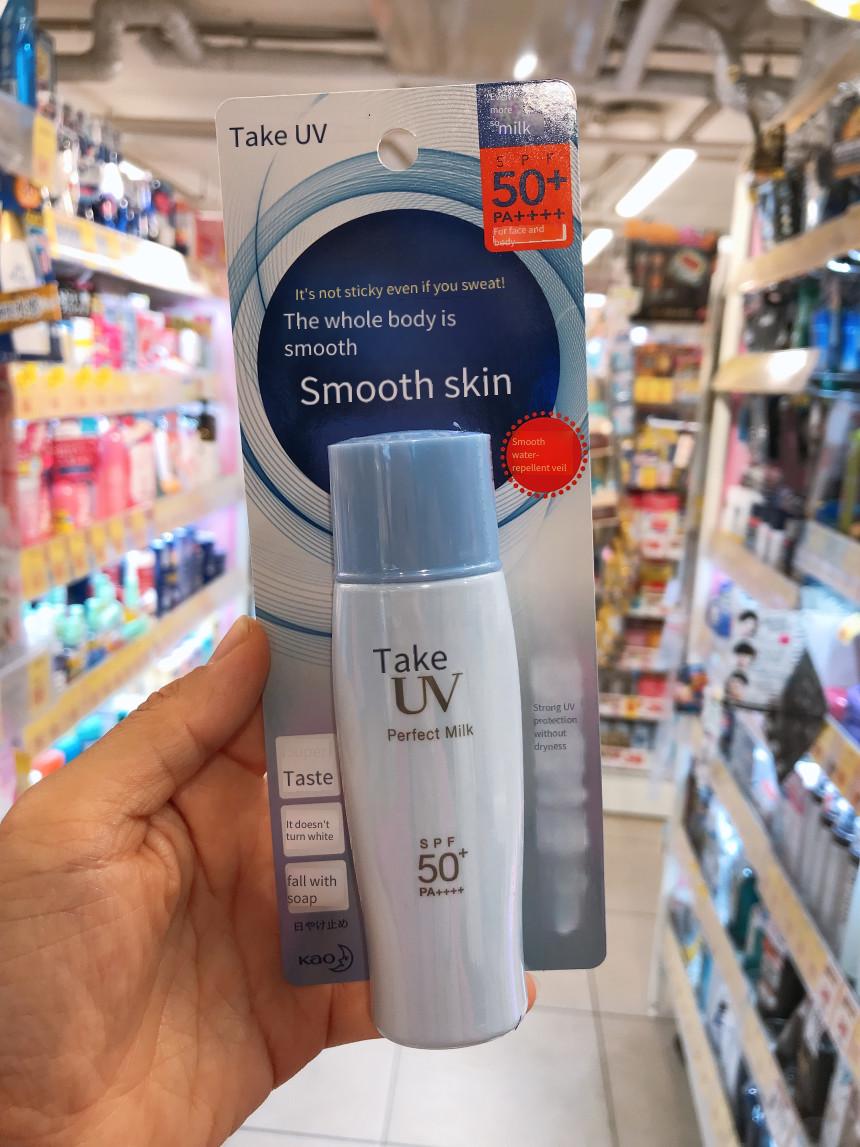 Take UV
more
milk
SPF
50+
PA++++
For face and
body
It's not sticky even if you sweat!
The whole body is
smooth
Smooth skin
Smooth
water-
repellent veil
Take
UV
Perfect Milk
Strong UV
protection
without
dryness
SPF
50+
PA++++
Super
Taste
It doesn't
turn white
fall with
soap
日やけ止め
Kao